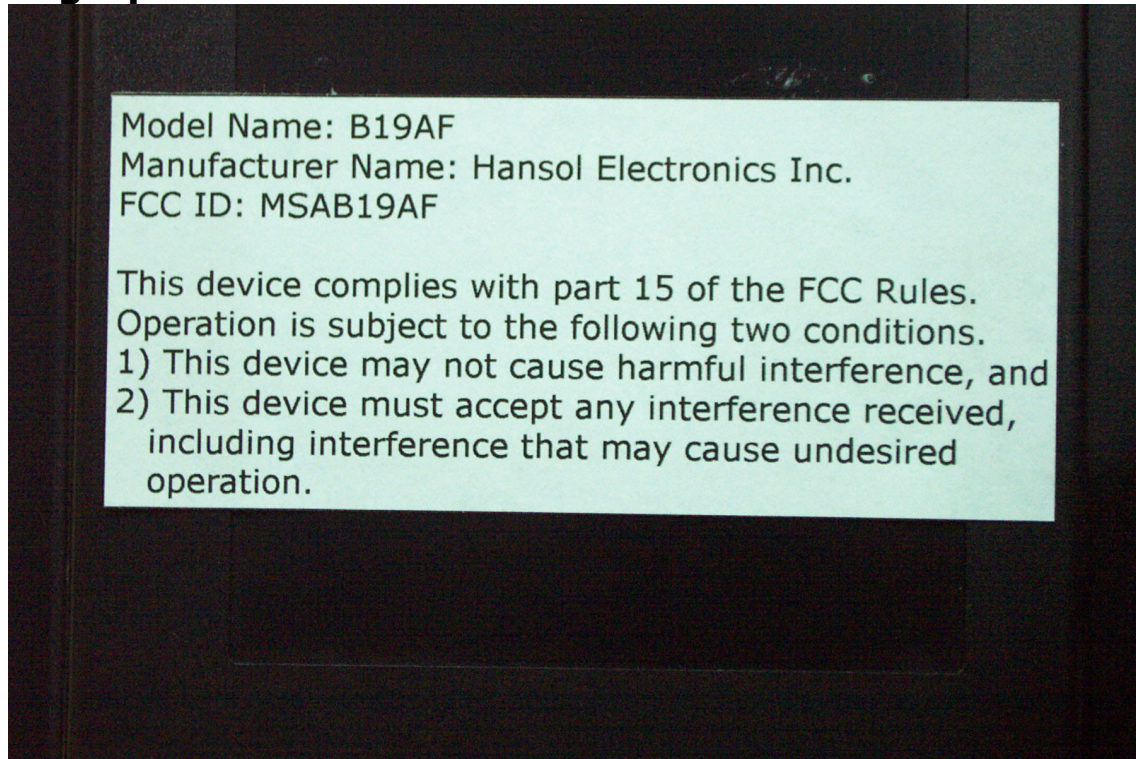 Model Name: B19AF
Manufacturer Name: Hansol Electronics Inc.
FCC ID: MSAB19AF
This device complies with part 15 of the FCC Rules.
Operation is subject to the following two conditions.
1) This device may not cause harmful interference, and
2) This device must accept any interference received,
including interference that may cause undesired
operation.